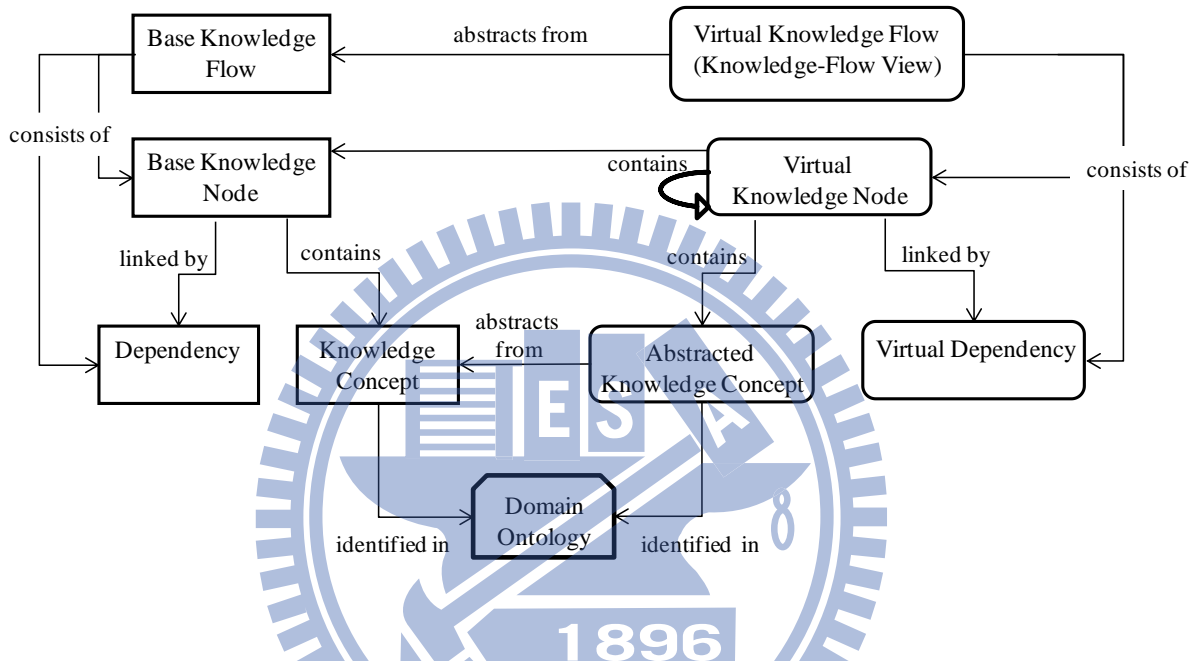 Base Knowledge
Flow
abstracts from
Virtual Knowledge Flow
(Knowledge-Flow View)
consists of
Base Knowledge
Node
contains
Virtual
Knowledge Node
consists of
linked by
contains
contains
linked by
Dependency
Knowledge
Concept
abstracts
from
Abstracted
Knowledge Concept
Virtual Dependency
Domain
Ontology
identified in
identified in
E S A
8
1896